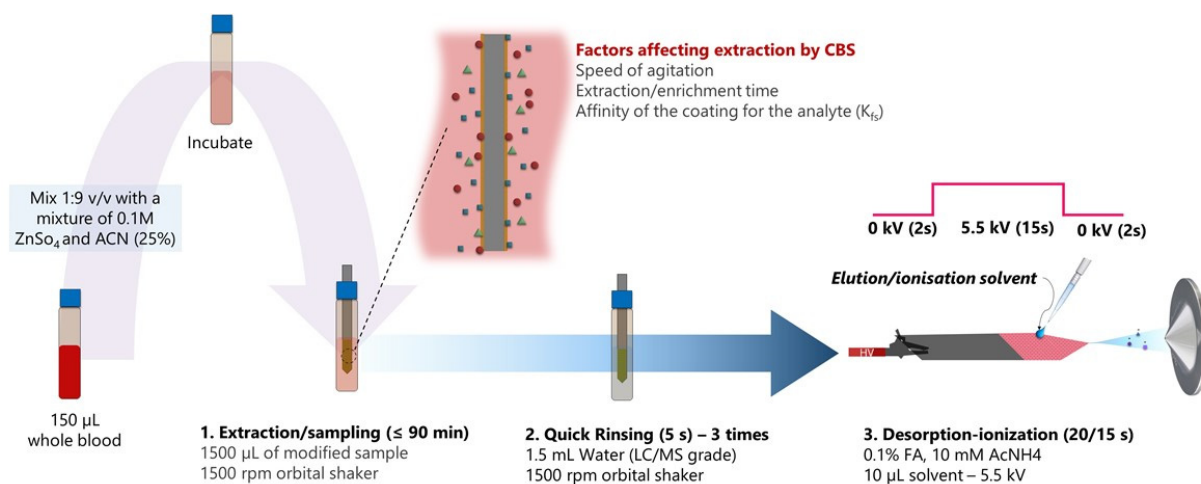 Incubate
Mix 1:9 v/v with a
mixture of 0.1M
ZnSo4 and ACN (25%)
150 µL
whole blood
Factors affecting extraction by CBS
Speed of agitation
Extraction/enrichment time
Affinity of the coating for the analyte (Kfs)
0 kV (2s) 5.5 kV (15s) 0 kV (2s)
Elution/ionisation solvent
HV
1. Extraction/sampling (≤ 90 min)
1500 µL of modified sample
1500 rpm orbital shaker
2. Quick Rinsing (5 s) – 3 times
1.5 mL Water (LC/MS grade)
1500 rpm orbital shaker
3. Desorption-ionization (20/15 s)
0.1% FA, 10 mM AcNH4
10 µL solvent – 5.5 kV